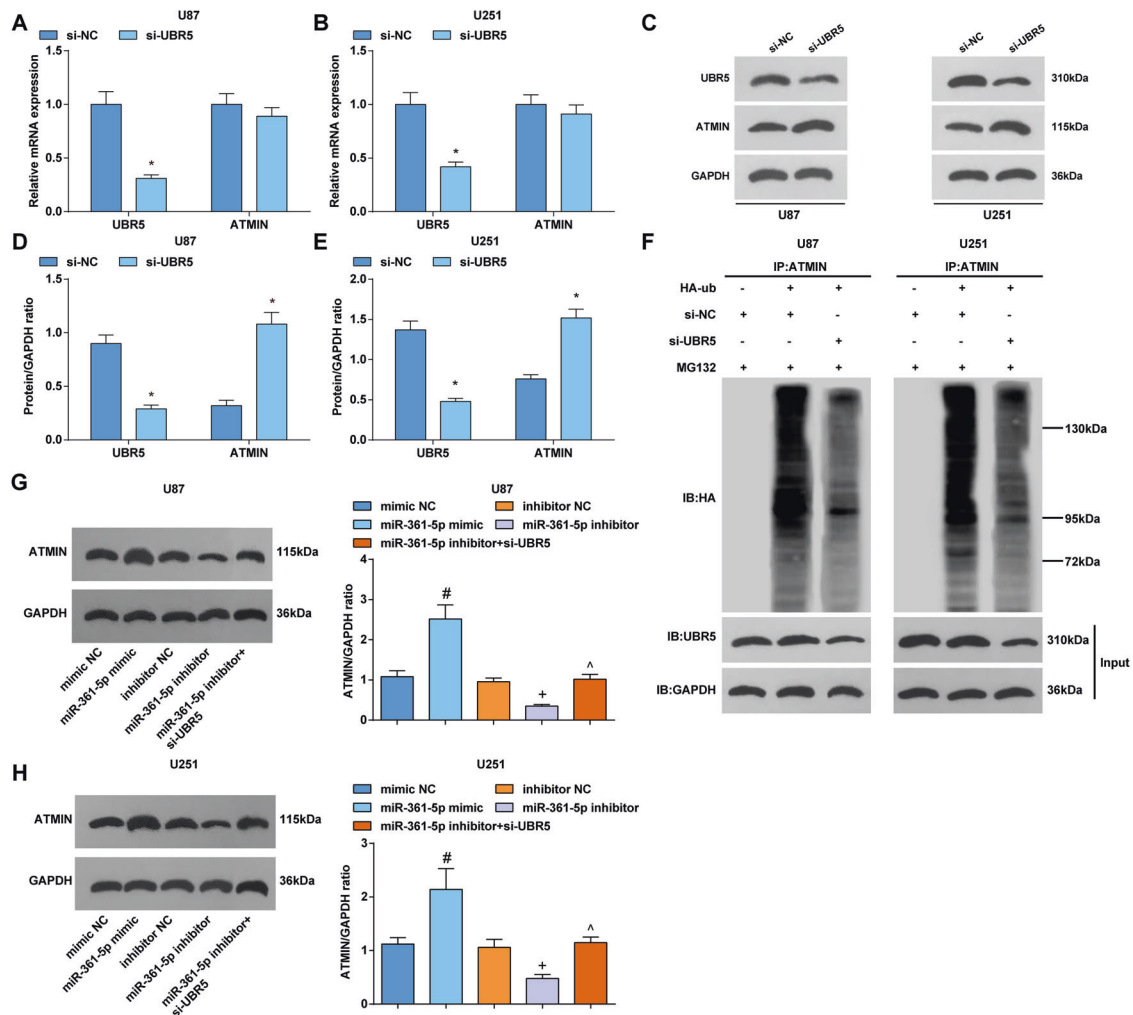 A
U87
si-NC si-UBR5
Relative mRNA expression
1.5
1.0
0.5
0.0
*
UBR5 ATMIN
B
U251
si-NC si-UBR5
Relative mRNA expression
1.5
1.0
0.5
0.0
*
UBR5 ATMIN
C
si-NC si-UBR5 si-NC si-UBR5
UBR5 310kDa
ATMIN 115kDa
GAPDH 36kDa
U87 U251
D
U87
si-NC si-UBR5
Protein/GAPDH ratio
1.5
1.0
0.5
0.0
* *
UBR5 ATMIN
E
U251
si-NC si-UBR5
Protein/GAPDH ratio
2.0
1.5
1.0
0.5
0.0
* *
UBR5 ATMIN
F
U87 U251
IP:ATMIN IP:ATMIN
HA-ub - + + - + +
si-NC + + - + + -
si-UBR5 - - + - - +
MG132 + + + + + +
IB:HA
130kDa
95kDa
72kDa
IB:UBR5 310kDa
IB:GAPDH 36kDa
Input
G
U87
ATMIN 115kDa
GAPDH 36kDa
mimic NC
miR-361-5p mimic
inhibitor NC
miR-361-5p inhibitor
miR-361-5p inhibitor+
si-UBR5
U87
mimic NC inhibitor NC
miR-361-5p mimic miR-361-5p inhibitor
miR-361-5p inhibitor+si-UBR5
ATMIN/GAPDH ratio
4
3
2
1
0
# + ^
H
U251
ATMIN 115kDa
GAPDH 36kDa
mimic NC
miR-361-5p mimic
inhibitor NC
miR-361-5p inhibitor
miR-361-5p inhibitor+
si-UBR5
U251
mimic NC inhibitor NC
miR-361-5p mimic miR-361-5p inhibitor
miR-361-5p inhibitor+si-UBR5
ATMIN/GAPDH ratio
3
2
1
0
# + ^